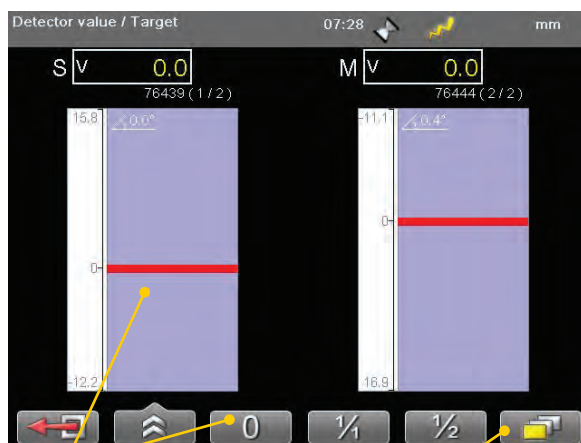 Detector value / Target 07:28 mm
S V 0.0 M V 0.0
76439 (1/2) 76444 (2/2)
15.8 0.0° -11.1 0.4°
0
0
-12.2 16.9
0 1/1 1/2